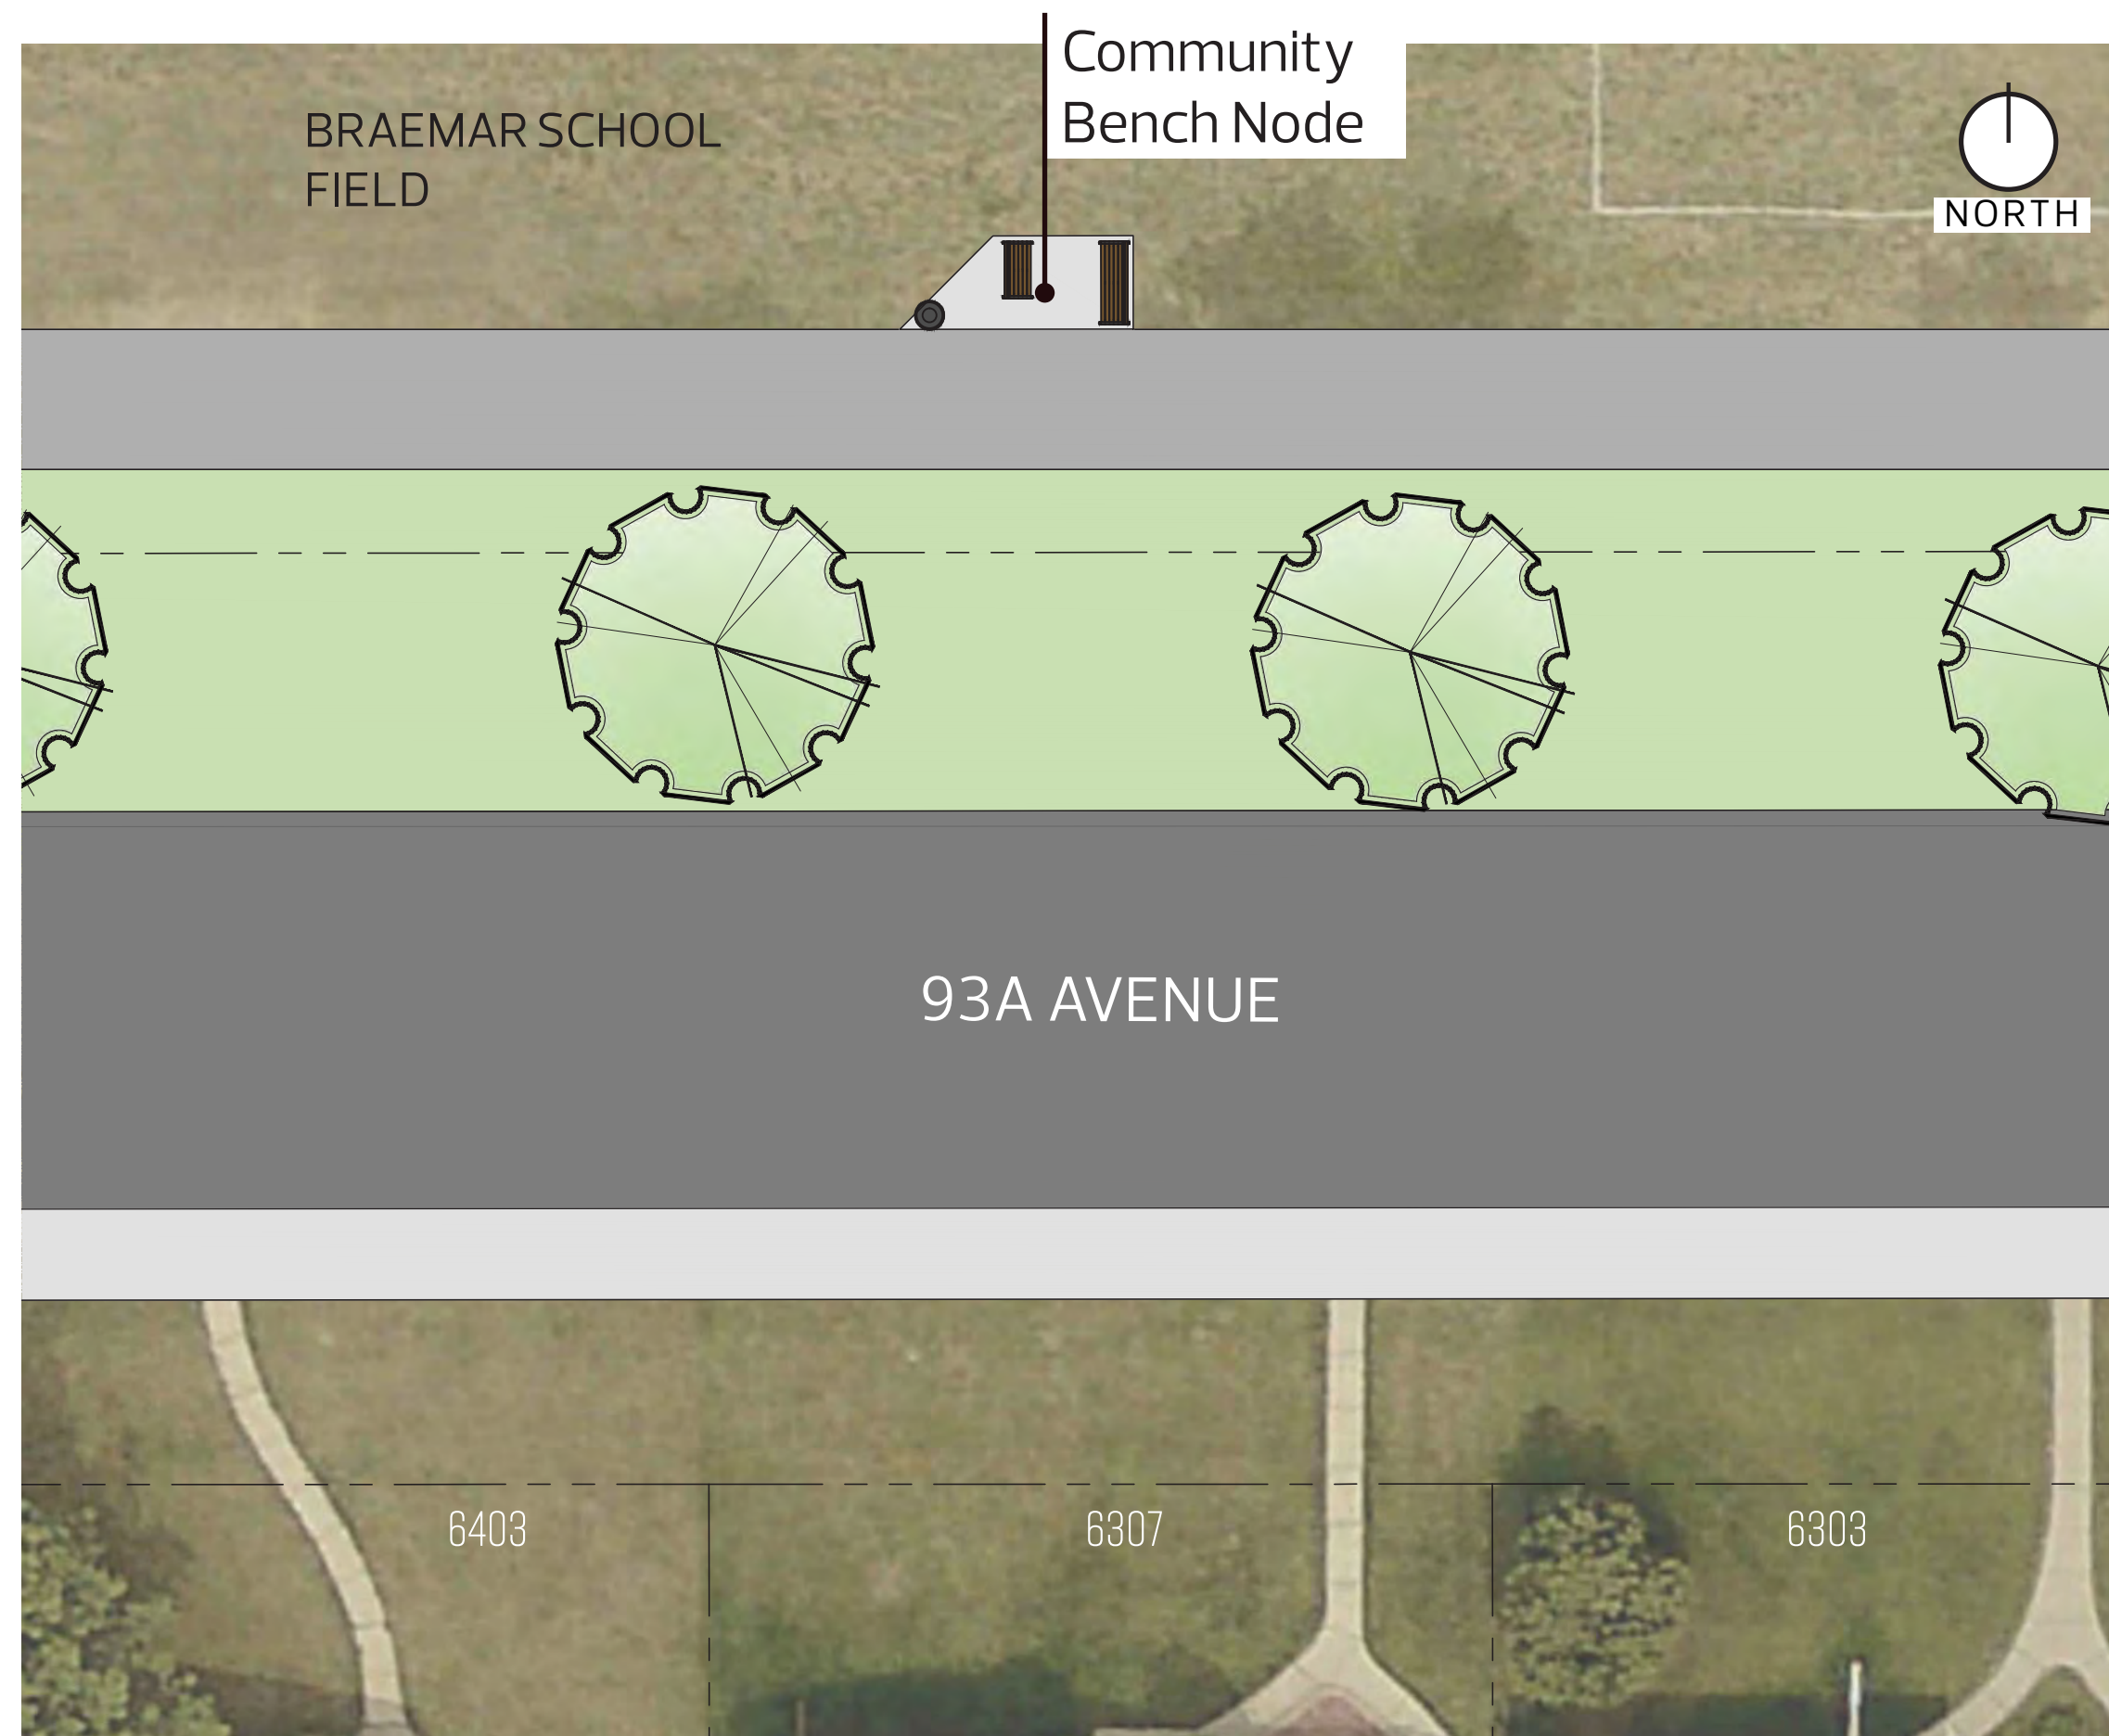 Community
Bench Node
BRAEMAR SCHOOL
FIELD
NORTH
93A AVENUE
6403
6307
6303